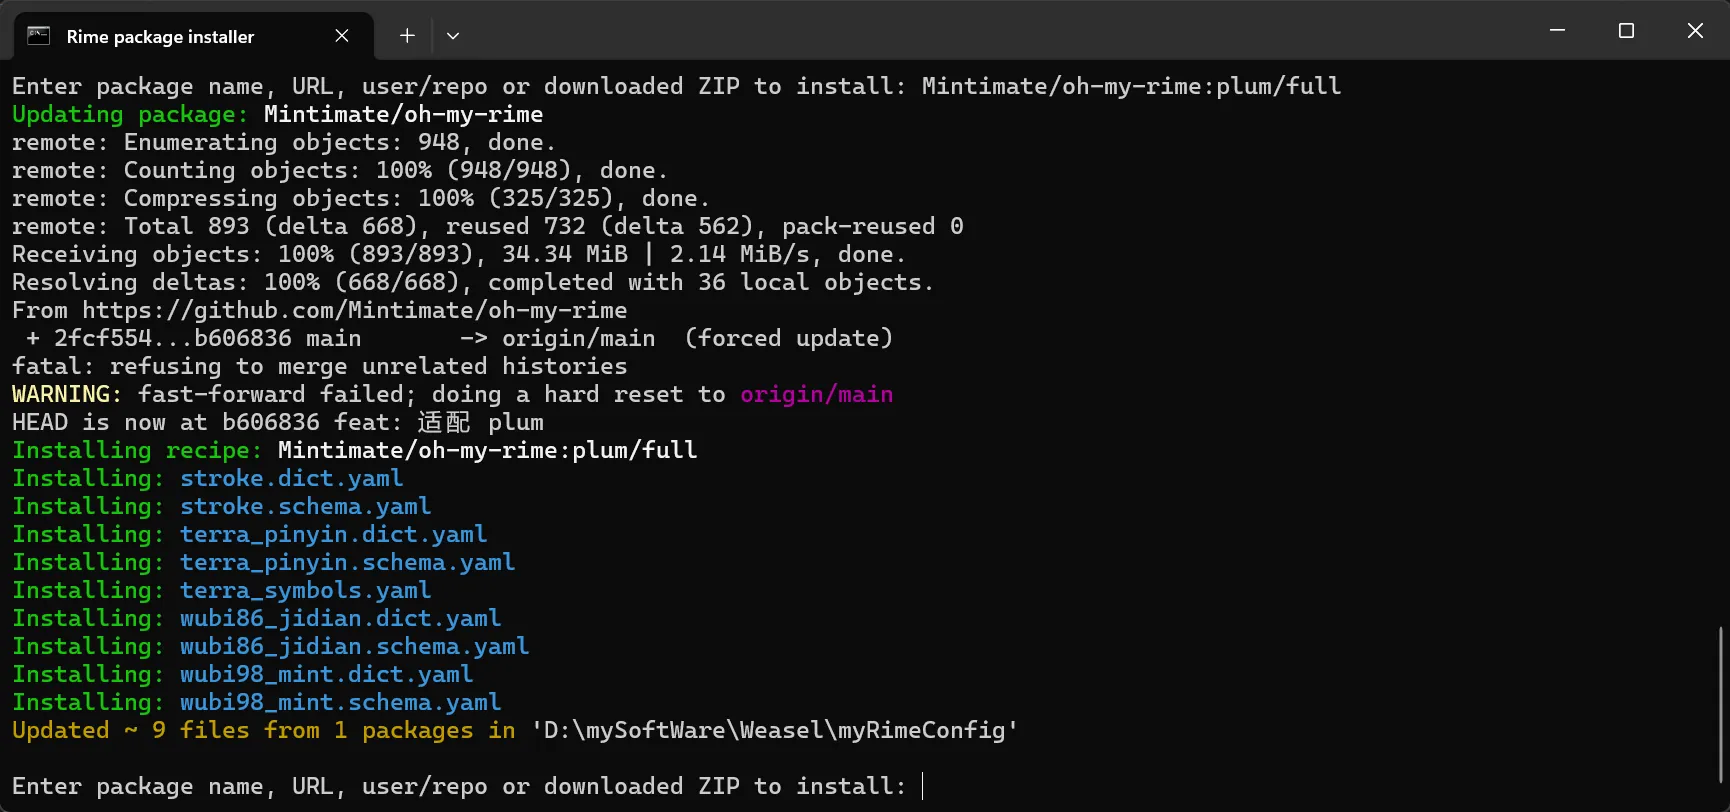 Rime package installer
Enter package name, URL, user/repo or downloaded ZIP to install: Mintimate/oh-my-rime:plum/full
Updating package: Mintimate/oh-my-rime
remote: Enumerating objects: 948, done.
remote: Counting objects: 100% (948/948), done.
remote: Compressing objects: 100% (325/325), done.
remote: Total 893 (delta 668), reused 732 (delta 562), pack-reused 0
Receiving objects: 100% (893/893), 34.34 MiB | 2.14 MiB/s, done.
Resolving deltas: 100% (668/668), completed with 36 local objects.
From https://github.com/Mintimate/oh-my-rime
 + 2fcf554...b606836 main       -> origin/main  (forced update)
fatal: refusing to merge unrelated histories
WARNING: fast-forward failed; doing a hard reset to origin/main
HEAD is now at b606836 feat: 适配 plum
Installing recipe: Mintimate/oh-my-rime:plum/full
Installing: stroke.dict.yaml
Installing: stroke.schema.yaml
Installing: terra_pinyin.dict.yaml
Installing: terra_pinyin.schema.yaml
Installing: terra_symbols.yaml
Installing: wubi86_jidian.dict.yaml
Installing: wubi86_jidian.schema.yaml
Installing: wubi98_mint.dict.yaml
Installing: wubi98_mint.schema.yaml
Updated ~ 9 files from 1 packages in 'D:\mySoftWare\Weasel\myRimeConfig'
Enter package name, URL, user/repo or downloaded ZIP to install: